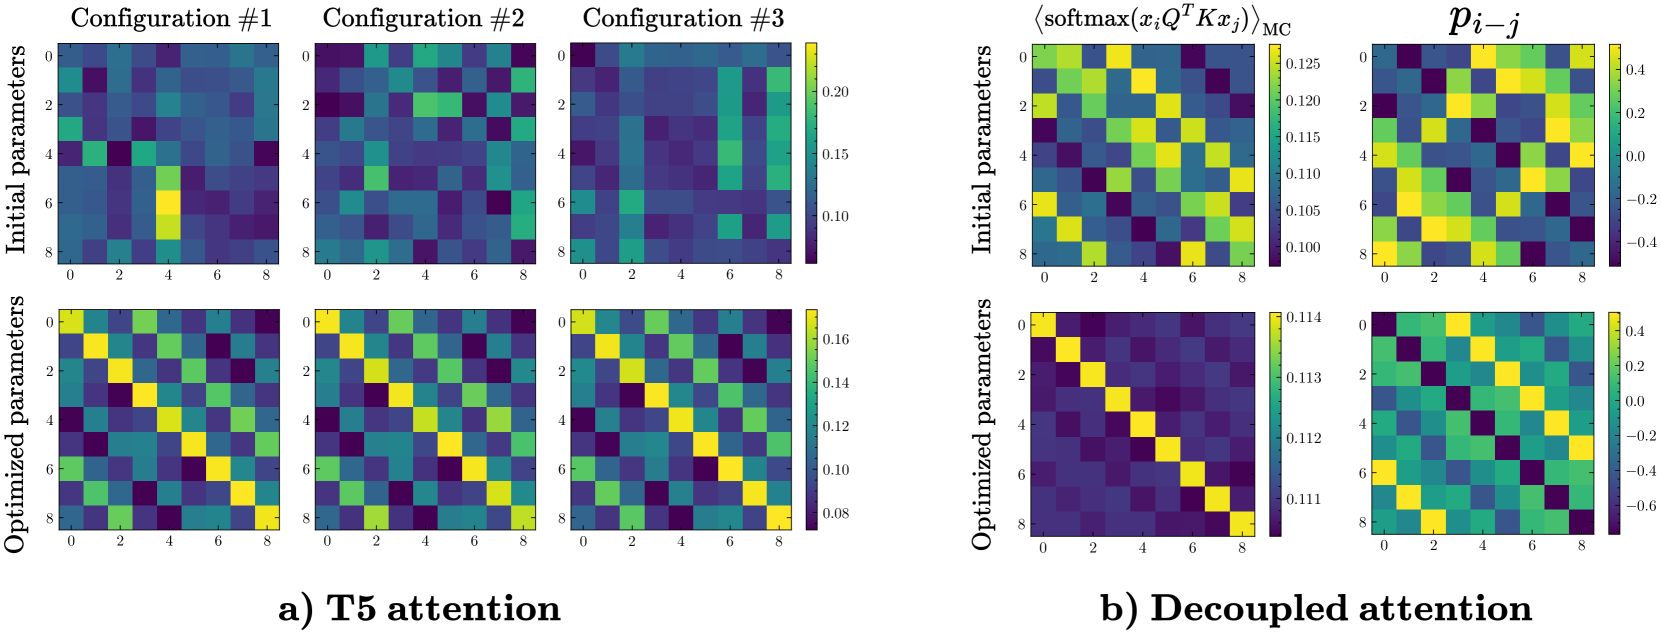 Configuration #1 Configuration #2 Configuration #3
⟨softmax(x_iQ^TKx_j)⟩_MC p_{i−j}
Initial parameters
0 2 4 6 8
0 2 4 6 8
0 2 4 6 8
0 2 4 6 8
0 2 4 6 8
0 2 4 6 8
0.20
0.15
0.10
Optimized parameters
0 2 4 6 8
0 2 4 6 8
0 2 4 6 8
0 2 4 6 8
0 2 4 6 8
0 2 4 6 8
0.16
0.14
0.12
0.10
0.08
a) T5 attention
Initial parameters
0 2 4 6 8
0 2 4 6 8
0.125
0.120
0.115
0.110
0.105
0.100
0 2 4 6 8
0 2 4 6 8
0.4
0.2
0.0
−0.2
−0.4
Optimized parameters
0 2 4 6 8
0 2 4 6 8
0.114
0.113
0.112
0.111
0 2 4 6 8
0 2 4 6 8
0.4
0.2
0.0
−0.2
−0.4
−0.6
b) Decoupled attention